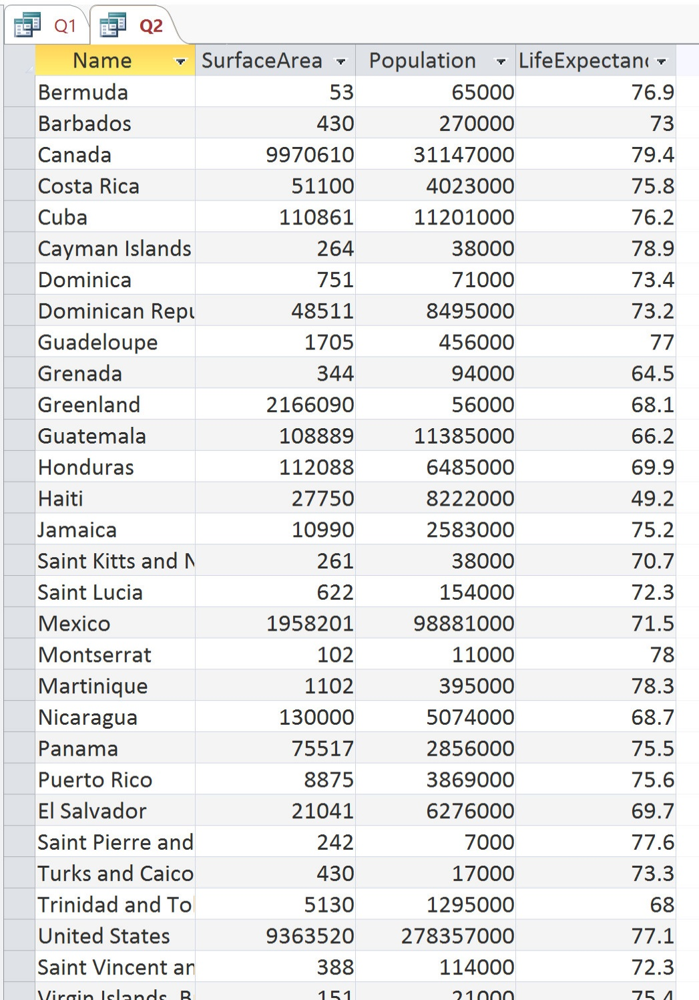 Q1 Q2
Name SurfaceArea Population LifeExpectanc
Bermuda 53 65000 76.9
Barbados 430 270000 73
Canada 9970610 31147000 79.4
Costa Rica 51100 4023000 75.8
Cuba 110861 11201000 76.2
Cayman Islands 264 38000 78.9
Dominica 751 71000 73.4
Dominican Repu 48511 8495000 73.2
Guadeloupe 1705 456000 77
Grenada 344 94000 64.5
Greenland 2166090 56000 68.1
Guatemala 108889 11385000 66.2
Honduras 112088 6485000 69.9
Haiti 27750 8222000 49.2
Jamaica 10990 2583000 75.2
Saint Kitts and N 261 38000 70.7
Saint Lucia 622 154000 72.3
Mexico 1958201 98881000 71.5
Montserrat 102 11000 78
Martinique 1102 395000 78.3
Nicaragua 130000 5074000 68.7
Panama 75517 2856000 75.5
Puerto Rico 8875 3869000 75.6
El Salvador 21041 6276000 69.7
Saint Pierre and 242 7000 77.6
Turks and Caico 430 17000 73.3
Trinidad and Tol 5130 1295000 68
United States 9363520 278357000 77.1
Saint Vincent an 388 114000 72.3
Virgin Islands, B 151 21000 75.4